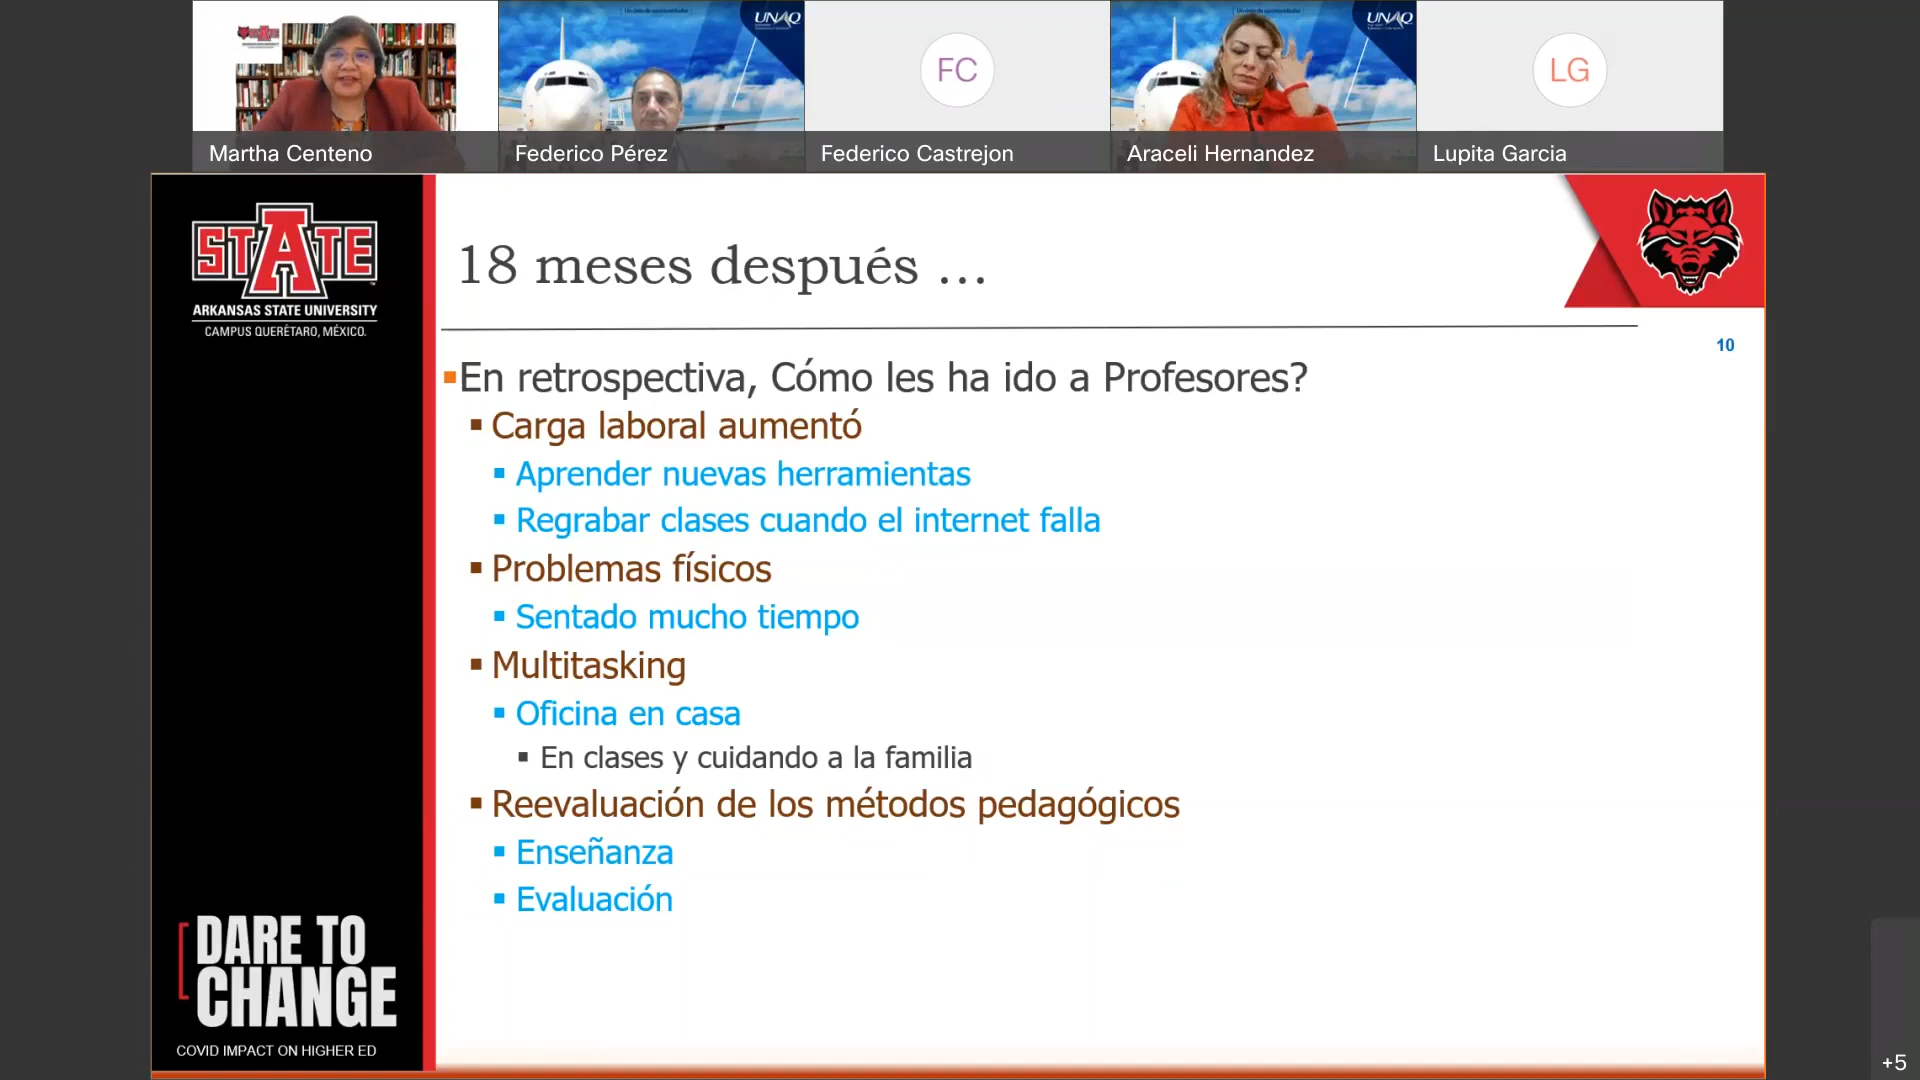 UNAQ
UNAQ
FC
LG
Martha Centeno
Federico Pérez
Federico Castrejon
Araceli Hernandez
Lupita Garcia
STATE
ARKANSAS STATE UNIVERSITY
CAMPUS QUERÉTARO, MÉXICO.
18 meses después ...
10
En retrospectiva, Cómo les ha ido a Profesores?
Carga laboral aumentó
Aprender nuevas herramientas
Regrabar clases cuando el internet falla
Problemas físicos
Sentado mucho tiempo
Multitasking
Oficina en casa
En clases y cuidando a la familia
Reevaluación de los métodos pedagógicos
Enseñanza
Evaluación
DARE TO
CHANGE
COVID IMPACT ON HIGHER ED
+5